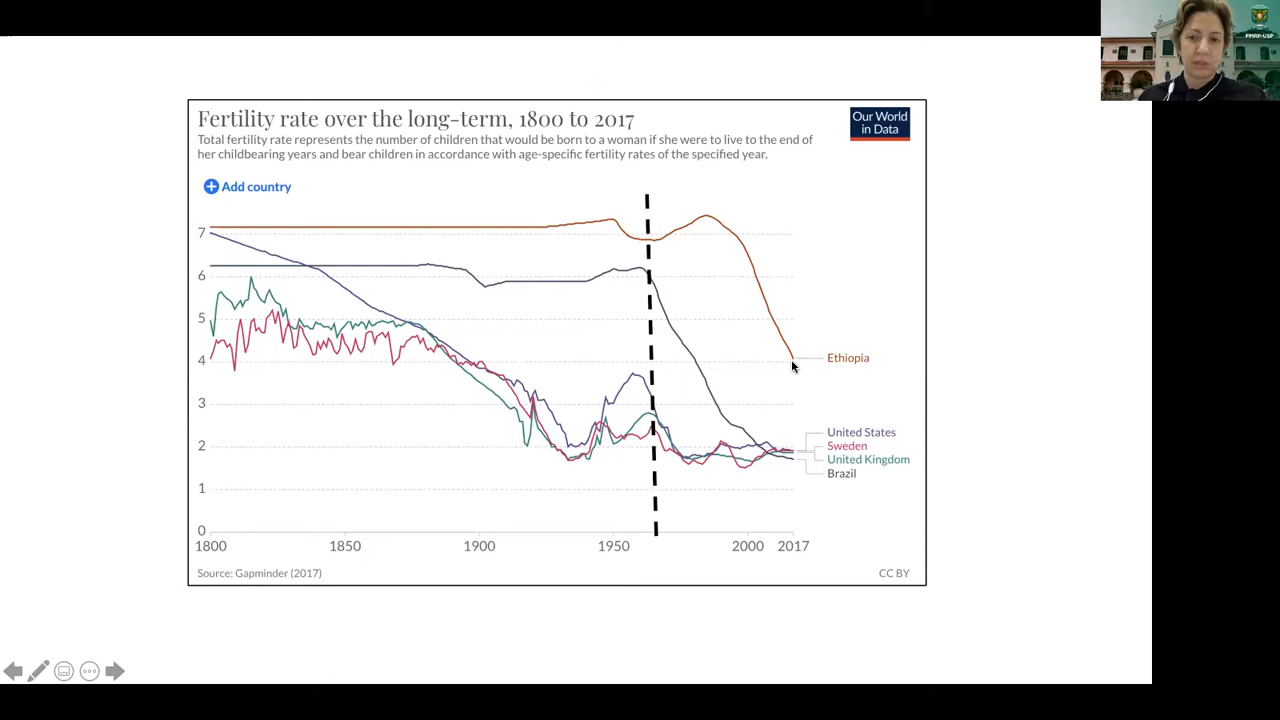 FMRP-USP
Fertility rate over the long-term, 1800 to 2017
Our World
in Data
Total fertility rate represents the number of children that would be born to a woman if she were to live to the end of
her childbearing years and bear children in accordance with age-specific fertility rates of the specified year.
Add country
7
6
5
4
3
2
1
0
Ethiopia
United States
Sweden
United Kingdom
Brazil
1800
1850
1900
1950
2000
2017
Source: Gapminder (2017)
CC BY